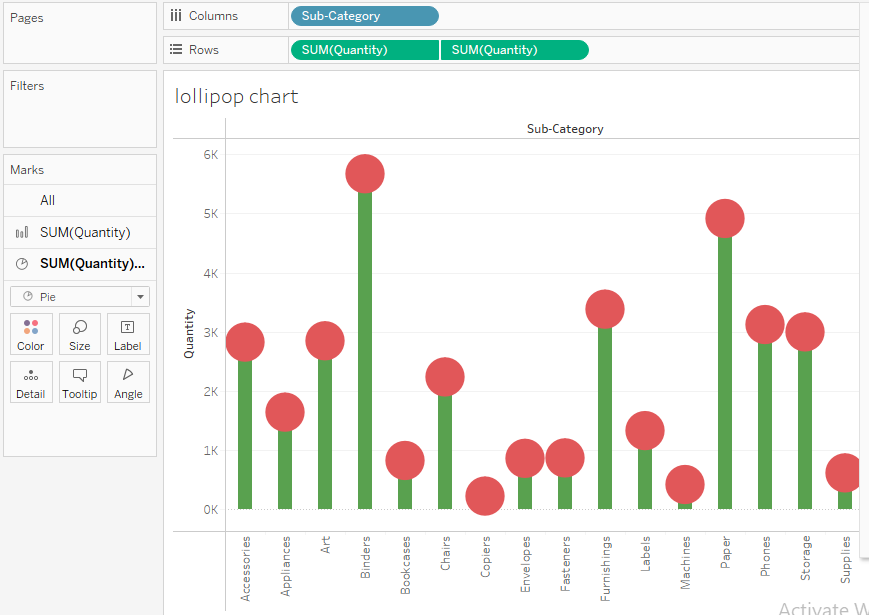 Pages
Columns
Sub-Category
Rows
SUM(Quantity)
SUM(Quantity)
Filters
Marks
All
SUM(Quantity)
SUM(Quantity)...
Pie
Color
Size
Label
Detail
Tooltip
Angle
lollipop chart
Sub-Category
Quantity
6K
5K
4K
3K
2K
1K
0K
Accessories
Appliances
Art
Binders
Bookcases
Chairs
Copiers
Envelopes
Fasteners
Furnishings
Labels
Machines
Paper
Phones
Storage
Supplies
Activate W